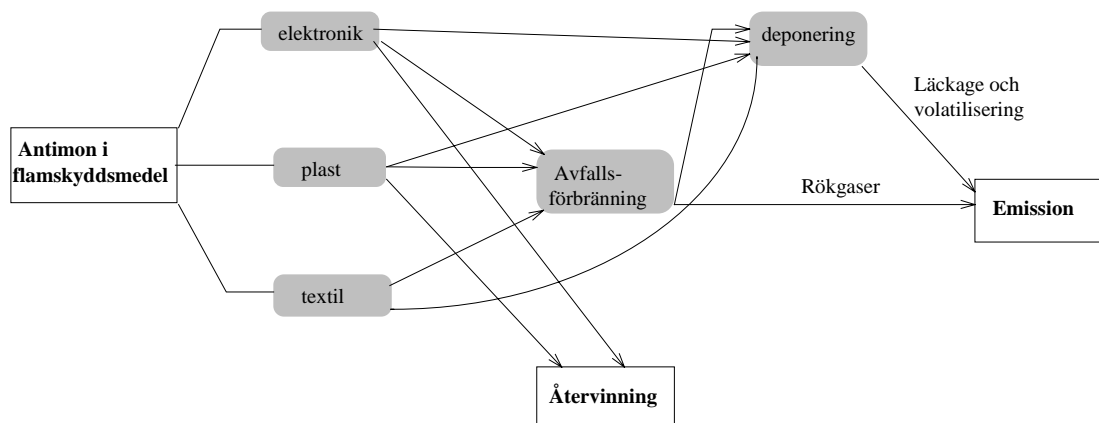 elektronik
deponering
Läckage och
volatilisering
Antimon i
flamskyddsmedel
plast
Avfalls-
förbränning
Rökgaser
Emission
textil
Återvinning